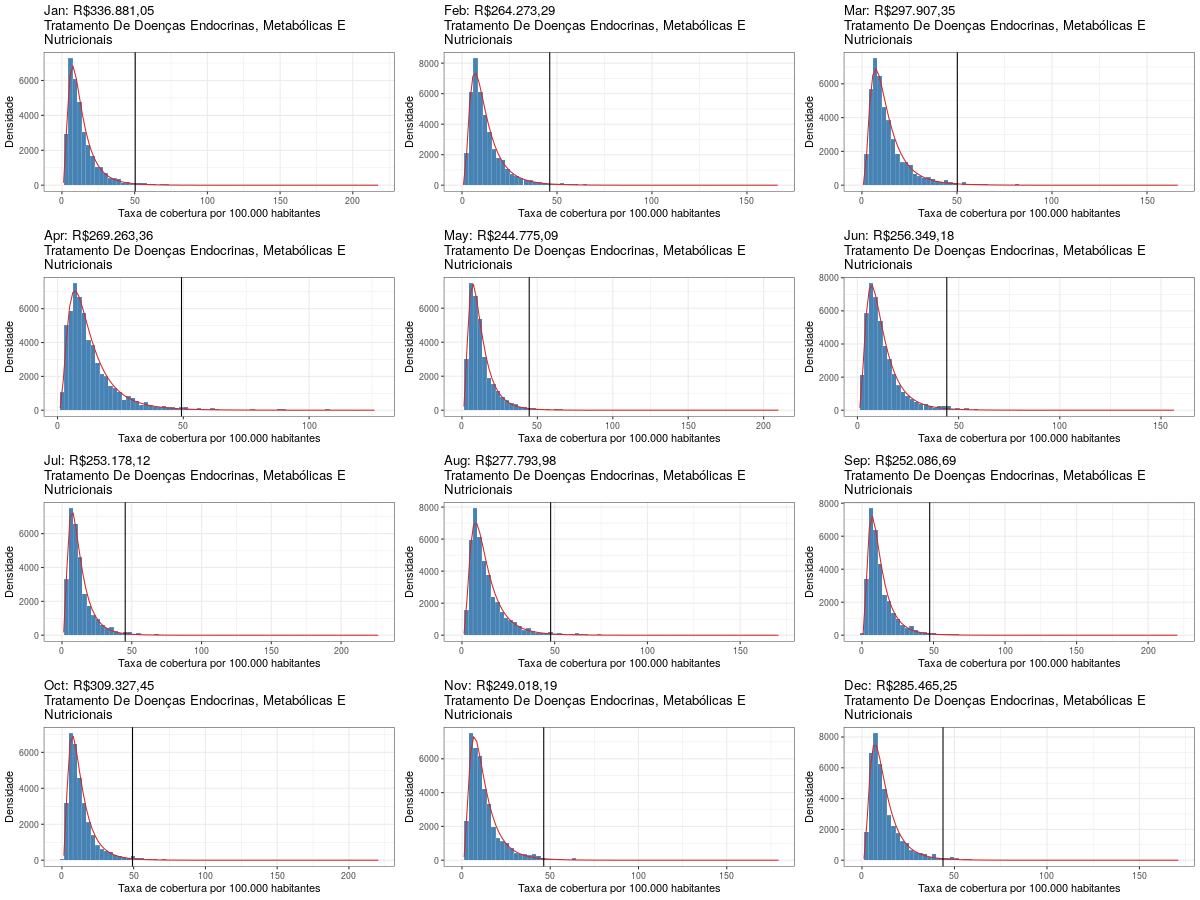 Jan: R$336.881,05
Tratamento De Doenças Endocrinas, Metabólicas E
Nutricionais
6000
4000
2000
0
Densidade
0 50 100 150 200
Taxa de cobertura por 100.000 habitantes
Feb: R$264.273,29
Tratamento De Doenças Endocrinas, Metabólicas E
Nutricionais
8000
6000
4000
2000
0
Densidade
0 50 100 150
Taxa de cobertura por 100.000 habitantes
Mar: R$297.907,35
Tratamento De Doenças Endocrinas, Metabólicas E
Nutricionais
6000
4000
2000
0
Densidade
0 50 100 150
Taxa de cobertura por 100.000 habitantes
Apr: R$269.263,36
Tratamento De Doenças Endocrinas, Metabólicas E
Nutricionais
6000
4000
2000
0
Densidade
0 50 100
Taxa de cobertura por 100.000 habitantes
May: R$244.775,09
Tratamento De Doenças Endocrinas, Metabólicas E
Nutricionais
6000
4000
2000
0
Densidade
0 50 100 150 200
Taxa de cobertura por 100.000 habitantes
Jun: R$256.349,18
Tratamento De Doenças Endocrinas, Metabólicas E
Nutricionais
8000
6000
4000
2000
0
Densidade
0 50 100 150
Taxa de cobertura por 100.000 habitantes
Jul: R$253.178,12
Tratamento De Doenças Endocrinas, Metabólicas E
Nutricionais
6000
4000
2000
0
Densidade
0 50 100 150 200
Taxa de cobertura por 100.000 habitantes
Aug: R$277.793,98
Tratamento De Doenças Endocrinas, Metabólicas E
Nutricionais
8000
6000
4000
2000
0
Densidade
0 50 100 150
Taxa de cobertura por 100.000 habitantes
Sep: R$252.086,69
Tratamento De Doenças Endocrinas, Metabólicas E
Nutricionais
8000
6000
4000
2000
0
Densidade
0 50 100 150 200
Taxa de cobertura por 100.000 habitantes
Oct: R$309.327,45
Tratamento De Doenças Endocrinas, Metabólicas E
Nutricionais
6000
4000
2000
0
Densidade
0 50 100 150 200
Taxa de cobertura por 100.000 habitantes
Nov: R$249.018,19
Tratamento De Doenças Endocrinas, Metabólicas E
Nutricionais
6000
4000
2000
0
Densidade
0 50 100 150
Taxa de cobertura por 100.000 habitantes
Dec: R$285.465,25
Tratamento De Doenças Endocrinas, Metabólicas E
Nutricionais
8000
6000
4000
2000
0
Densidade
0 50 100 150
Taxa de cobertura por 100.000 habitantes